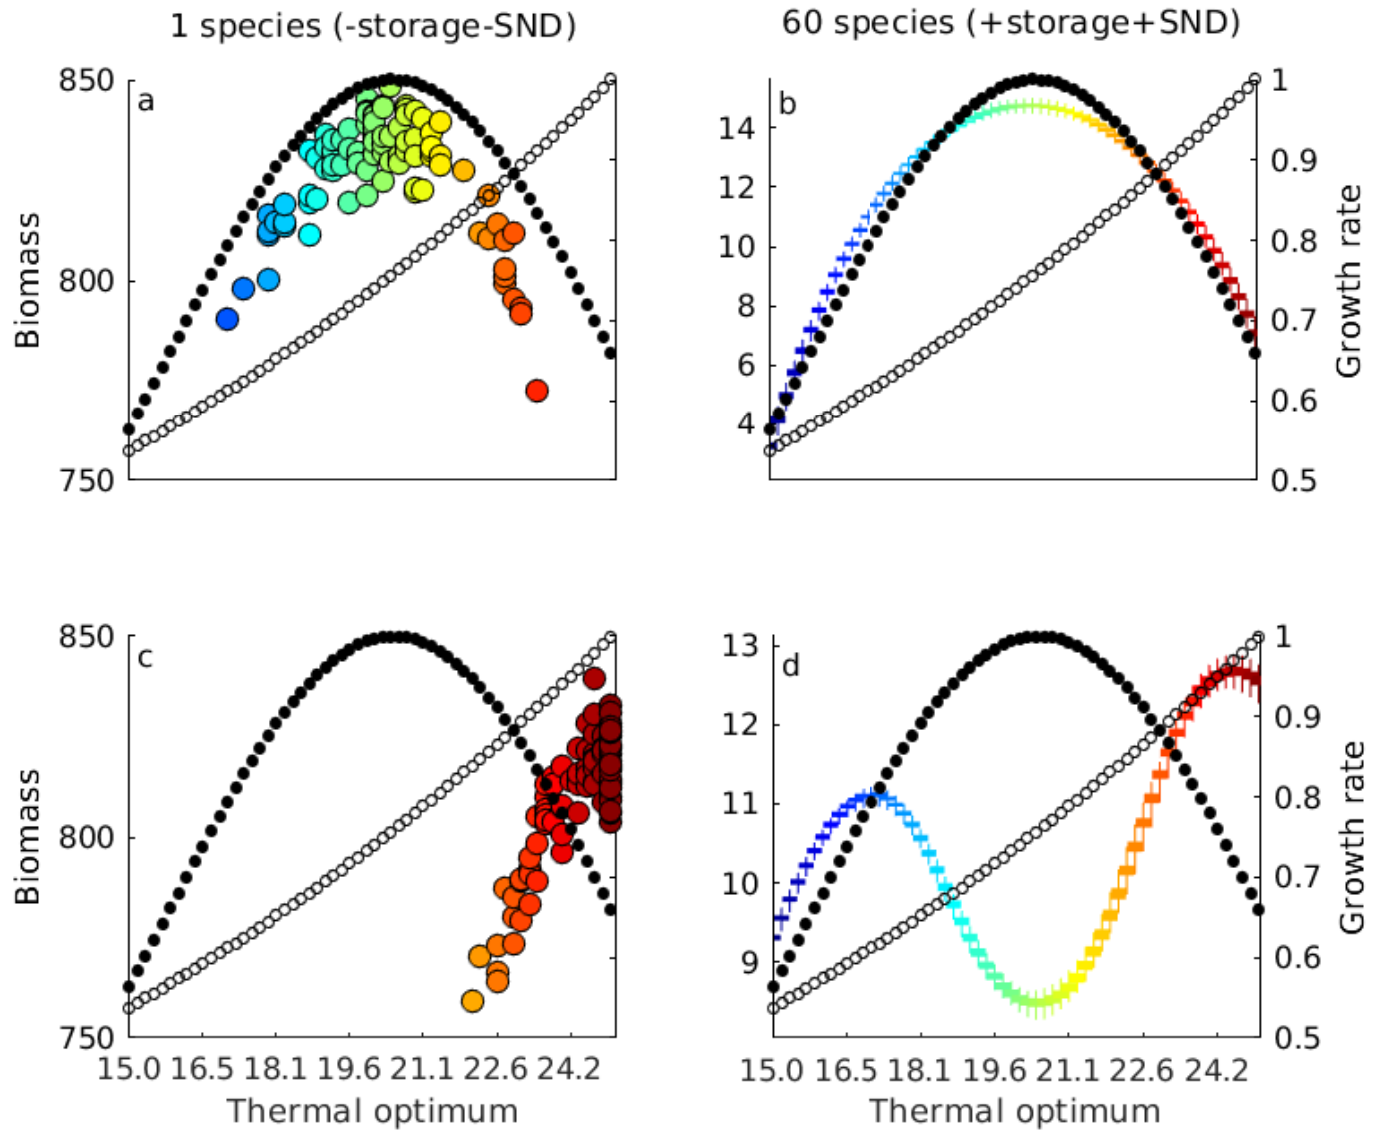 1 species (-storage-SND)
60 species (+storage+SND)
850
800
750
Biomass
a
14
12
10
8
6
4
b
1
0.9
0.8
0.7
0.6
0.5
Growth rate
850
800
750
Biomass
c
15.0 16.5 18.1 19.6 21.1 22.6 24.2
Thermal optimum
13
12
11
10
9
d
1
0.9
0.8
0.7
0.6
0.5
Growth rate
15.0 16.5 18.1 19.6 21.1 22.6 24.2
Thermal optimum